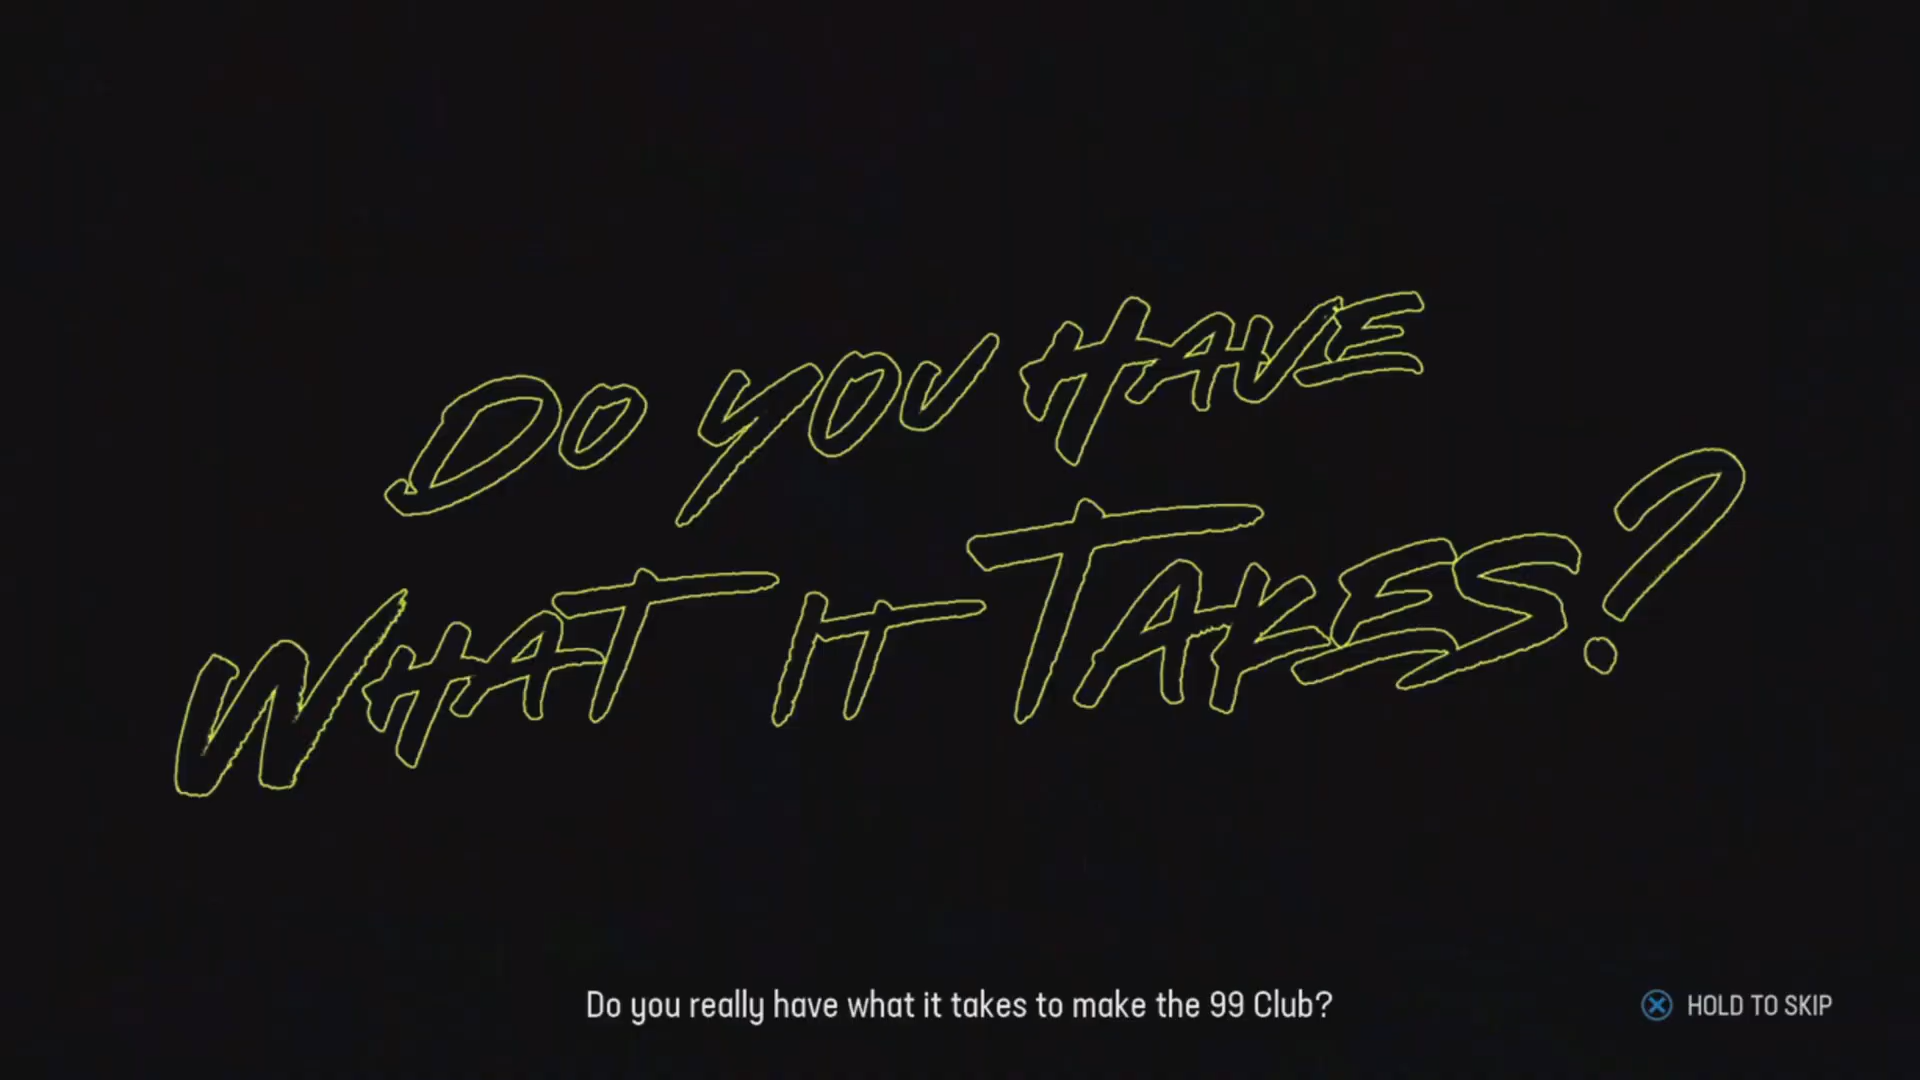 DO YOU HAVE
WHAT IT TAKES?
Do you really have what it takes to make the 99 Club?
HOLD TO SKIP